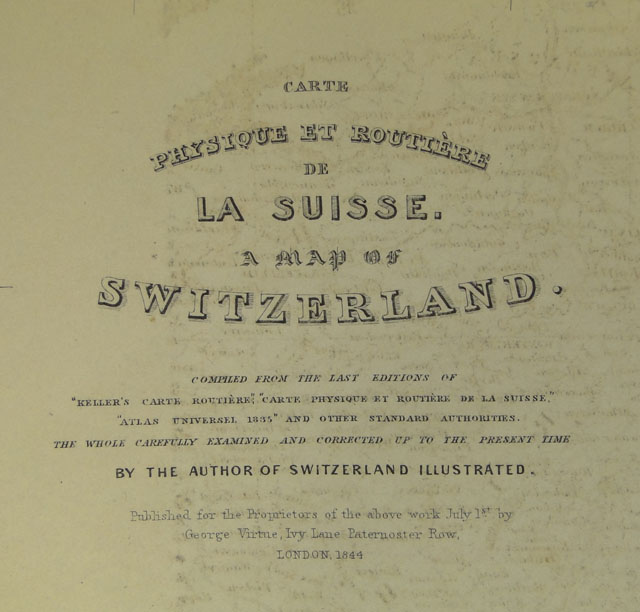 CARTE
PHYSIQUE ET ROUTIÈRE
DE
LA SUISSE.
A MAP OF
SWITZERLAND.
COMPILED FROM THE LAST EDITIONS OF
"KELLER'S CARTE ROUTIÈRE", "CARTE PHYSIQUE ET ROUTIÈRE DE LA SUISSE,"
"ATLAS UNIVERSEL 1835" AND OTHER STANDARD AUTHORITIES.
THE WHOLE CAREFULLY EXAMINED AND CORRECTED UP TO THE PRESENT TIME
BY THE AUTHOR OF SWITZERLAND ILLUSTRATED.
Published for the Proprietors of the above work July 1st by
George Virtue, Ivy Lane Paternoster Row,
LONDON, 1844